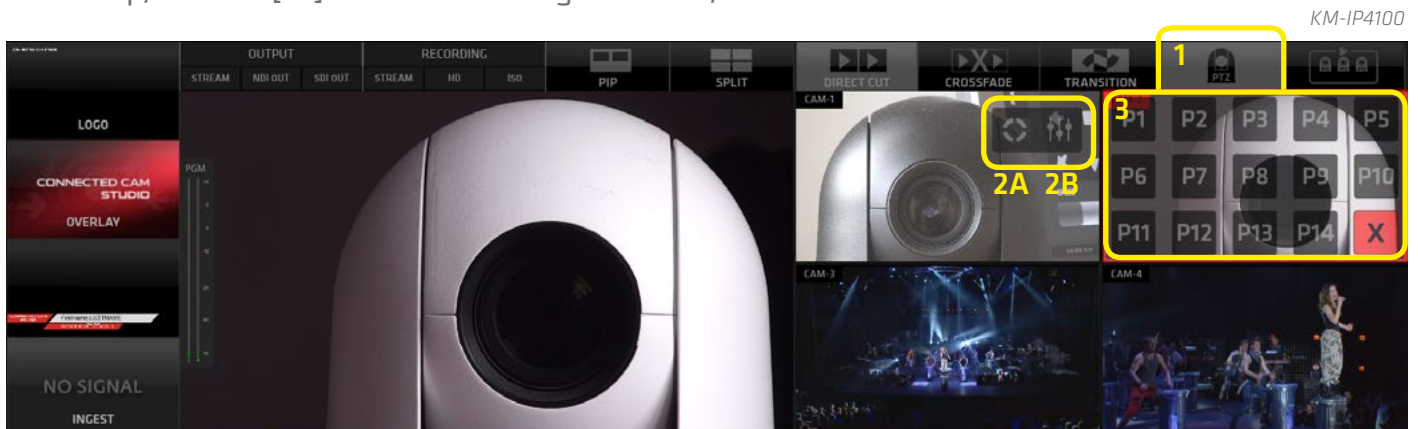 KM-IP4100
OUTPUT
RECORDING
STREAM NDI OUT SDI OUT STREAM HD ISO
PIP
SPLIT
DIRECT CUT
CROSSFADE
TRANSITION
1
PTZ
LOGO
CONNECTED CAM
STUDIO
OVERLAY
NO SIGNAL
INGEST
PGM
CAM-1
2A 2B
3
P1 P2 P3 P4 P5
P6 P7 P8 P9 P10
P11 P12 P13 P14 X
CAM-3
CAM-4